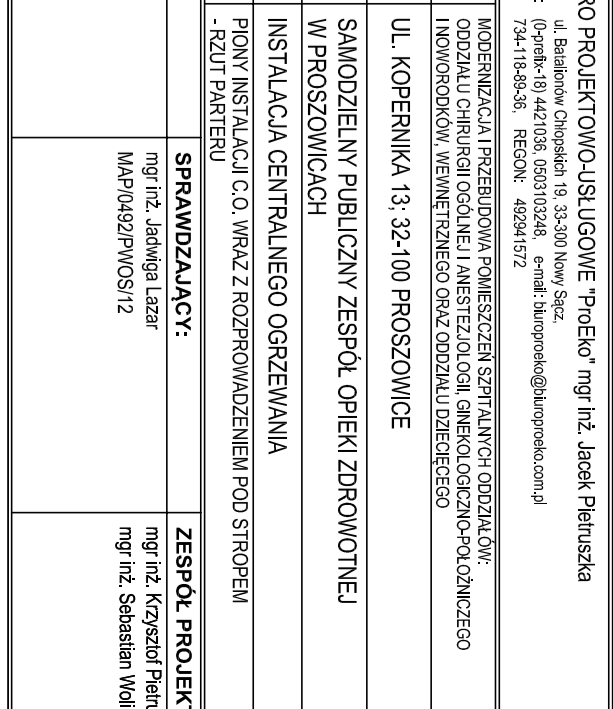 RO PROJEKTOWO-USŁUGOWE "ProEko" mgr inż. Jacek Pietruszka
ul. Batalionów Chłopskich 19, 33-300 Nowy Sącz,
: (0-prefix-18) 4421036, 0503103248, e-mail: biuroproeko@biuroproeko.com.pl
734-118-89-36, REGON: 492941572
MODERNIZACJA I PRZEBUDOWA POMIESZCZEŃ SZPITALNYCH ODDZIAŁÓW:
ODDZIAŁU CHIRURGII OGÓLNEJ I ANESTEZJOLOGII, GINEKOLOGICZNO-POŁOŻNICZEGO
I NOWORODKÓW, WEWNĘTRZNEGO ORAZ ODDZIAŁU DZIECIĘCEGO
UL. KOPERNIKA 13; 32-100 PROSZOWICE
SAMODZIELNY PUBLICZNY ZESPÓŁ OPIEKI ZDROWOTNEJ
W PROSZOWICACH
INSTALACJA CENTRALNEGO OGRZEWANIA
PIONY INSTALACJI C.O. WRAZ Z ROZPROWADZENIEM POD STROPEM
- RZUT PARTERU
SPRAWDZAJĄCY:
mgr inż. Jadwiga Lazar
MAP/0492/PWOS/12
ZESPÓŁ PROJEKT
mgr inż. Krzysztof Pietru
mgr inż. Sebastian Woli